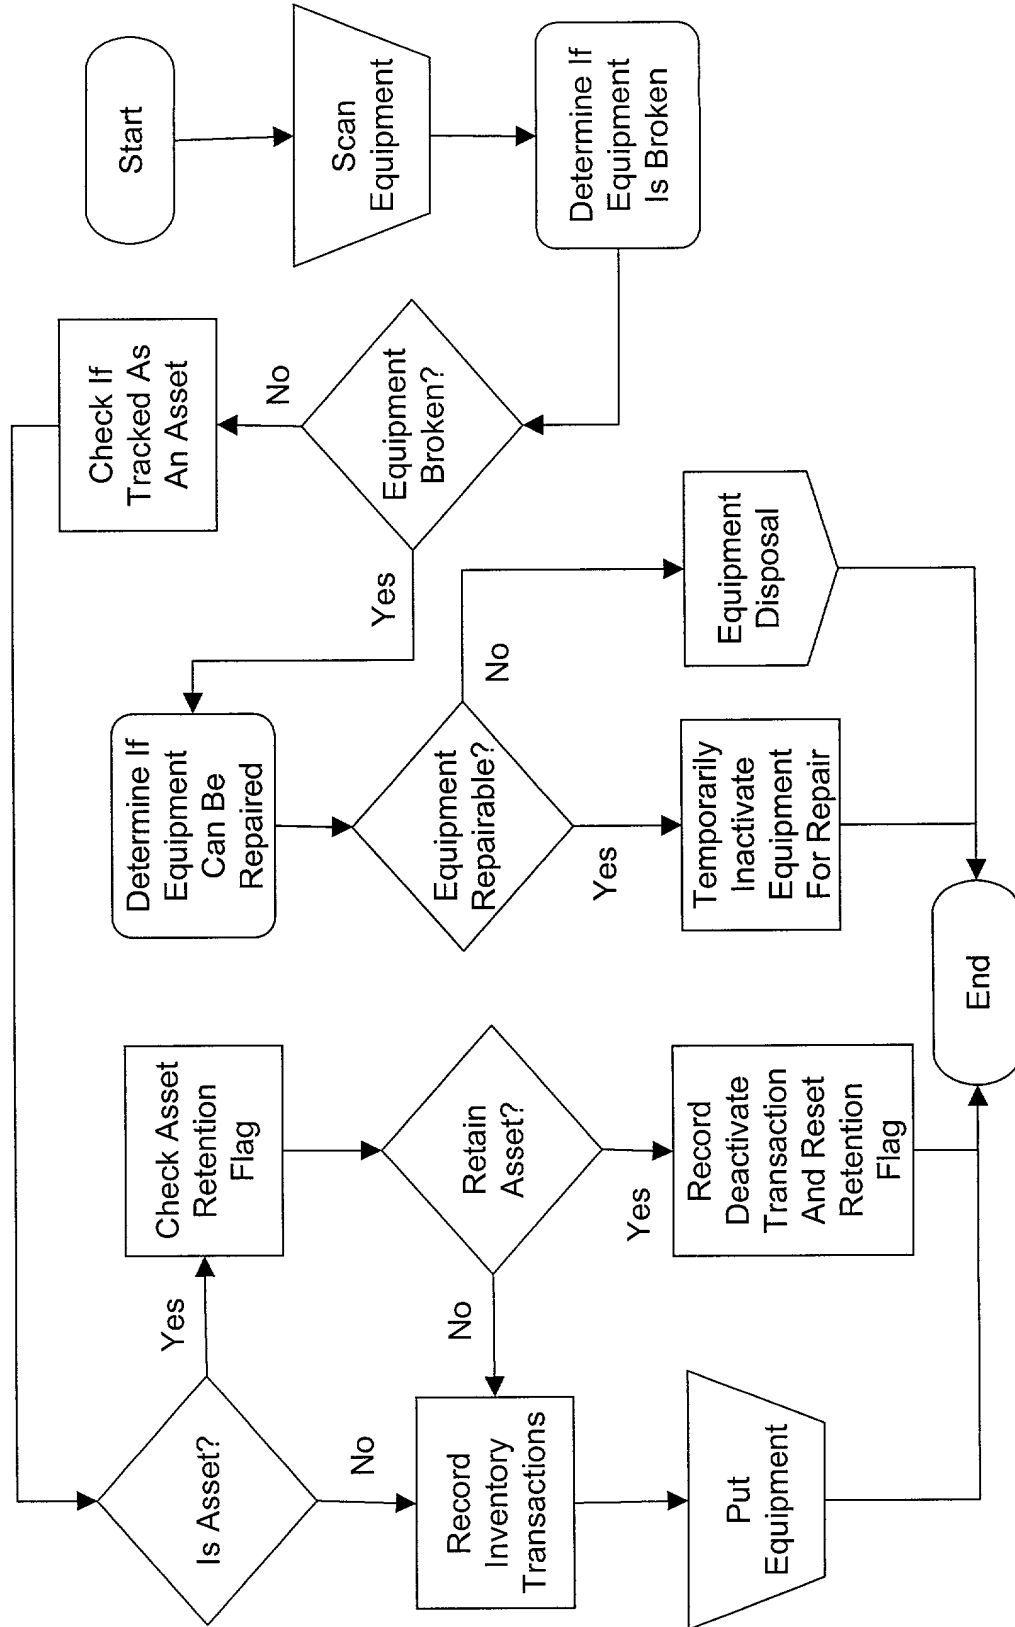 Start
Scan
Equipment
Determine If
Equipment
Is Broken
Equipment
Broken?
No
Yes
Check If
Tracked As
An Asset
Determine If
Equipment
Can Be
Repaired
Equipment
Repairable?
No
Yes
Equipment
Disposal
Temporarily
Inactivate
Equipment
For Repair
Is Asset?
Yes
No
Check Asset
Retention
Flag
Retain
Asset?
No
Yes
Record
Deactivate
Transaction
And Reset
Retention
Flag
Record
Inventory
Transactions
Put
Equipment
End